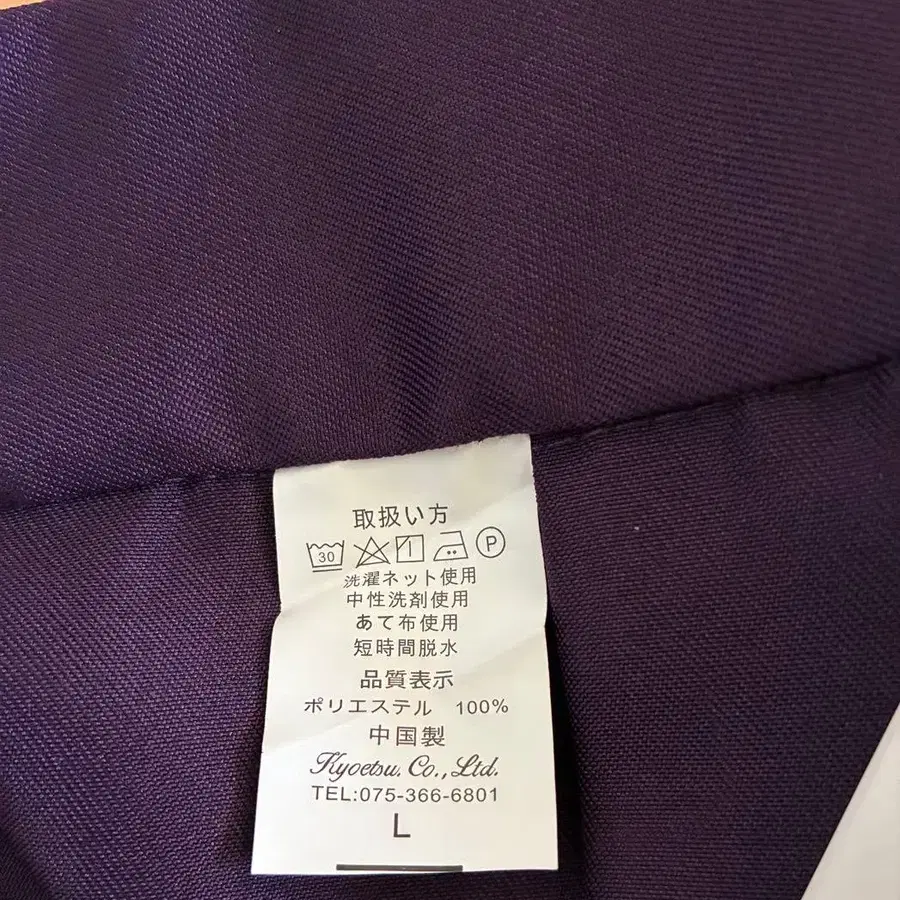 取扱い方
30 P
洗濯ネット使用
中性洗剤使用
あて布使用
短時間脱水
品質表示
ポリエステル 100%
中国製
Kyoetsu. Co., Ltd.
TEL:075-366-6801
L